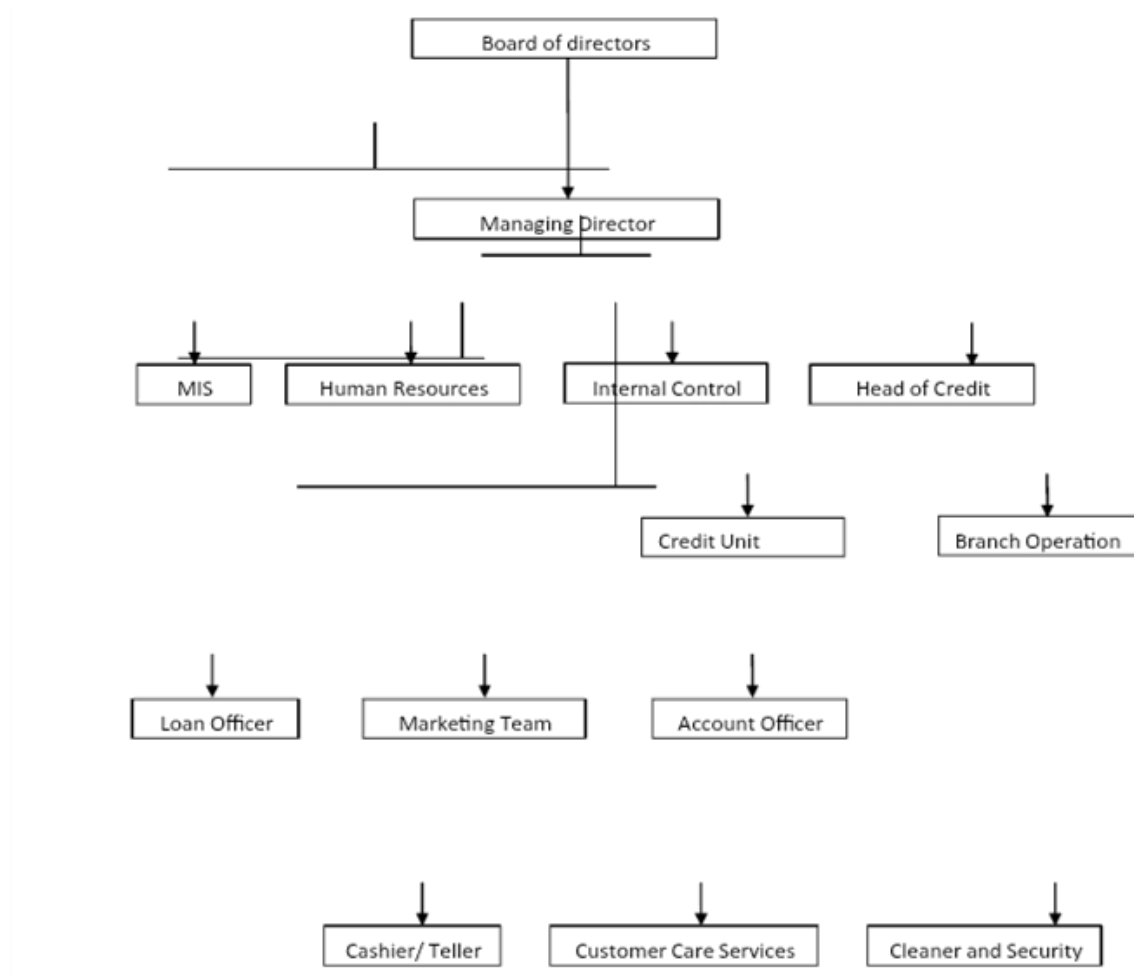 Board of directors
Managing Director
MIS
Human Resources
Internal Control
Head of Credit
Credit Unit
Branch Operation
Loan Officer
Marketing Team
Account Officer
Cashier/ Teller
Customer Care Services
Cleaner and Security